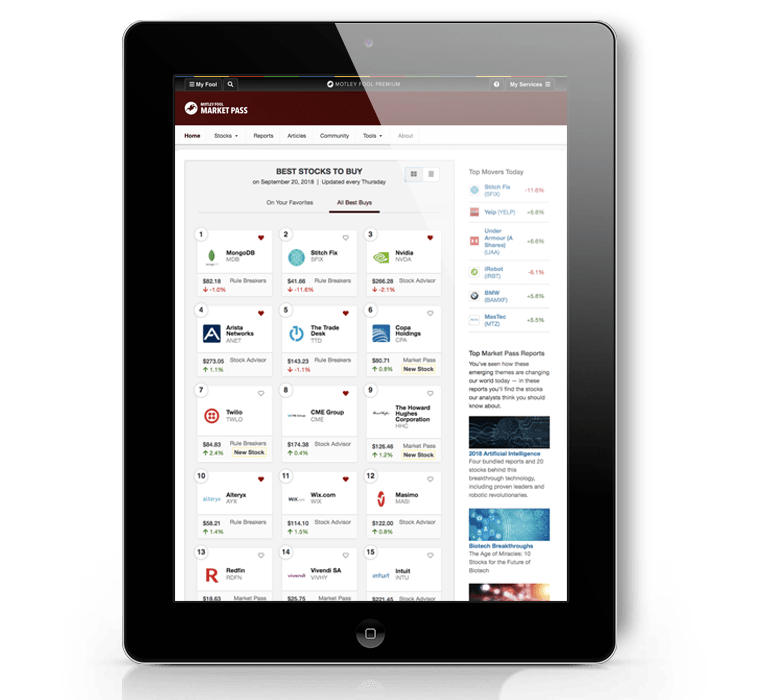 My Fool
MOTLEY FOOL PREMIUM
My Services
MOTLEY FOOL
MARKET PASS
Home Stocks Reports Articles Community Tools About
BEST STOCKS TO BUY
on September 20, 2018 | Updated every Thursday
On Your Favorites All Best Buys
1
MongoDB
MDB
$82.18 Rule Breakers
-1.0%
2
Stitch Fix
SFIX
$41.66 Rule Breakers
-11.6%
3
Nvidia
NVDA
$266.28 Stock Advisor
-2.1%
4
Arista
Networks
ANET
$273.05 Stock Advisor
1.1%
5
The Trade
Desk
TTD
$143.23 Rule Breakers
-1.1%
6
Copa
Holdings
CPA
$80.71 Market Pass
0.8% New Stock
7
Twilio
TWLO
$84.83 Rule Breakers
2.4% New Stock
8
CME Group
CME
$174.38 Stock Advisor
0.4%
9
The Howard
Hughes
Corporation
HHC
$126.46 Market Pass
1.2% New Stock
10
alteryx
Alteryx
AYX
$58.21 Rule Breakers
1.4%
11
WiX.com
Wix.com
WIX
$114.10 Stock Advisor
1.5%
12
Masimo
MASI
$122.00 Stock Advisor
0.8%
13
R
Redfin
RDFN
$18.63 Market Pass
14
vivendi
Vivendi SA
VIVHY
$25.75 Market Pass
15
intuit
Intuit
INTU
$221.45 Stock Advisor
Top Movers Today
Stitch Fix
(SFIX)
-11.6%
Yelp (YELP)
+6.8%
Under
Armour (A
Shares)
(UAA)
+6.6%
iRobot
(IRBT)
-6.1%
BMW
(BAMXF)
+5.8%
MasTec
(MTZ)
+5.5%
Top Market Pass Reports
You've seen how these
emerging themes are changing
our world today — in these
reports you'll find the stocks
our analysts think you should
know about.
2018 Artificial Intelligence
Four bundled reports and 20
stocks behind this
breakthrough technology,
including proven leaders and
robotic revolutionaries.
Biotech Breakthroughs
The Age of Miracles: 10
Stocks for the Future of
Biotech